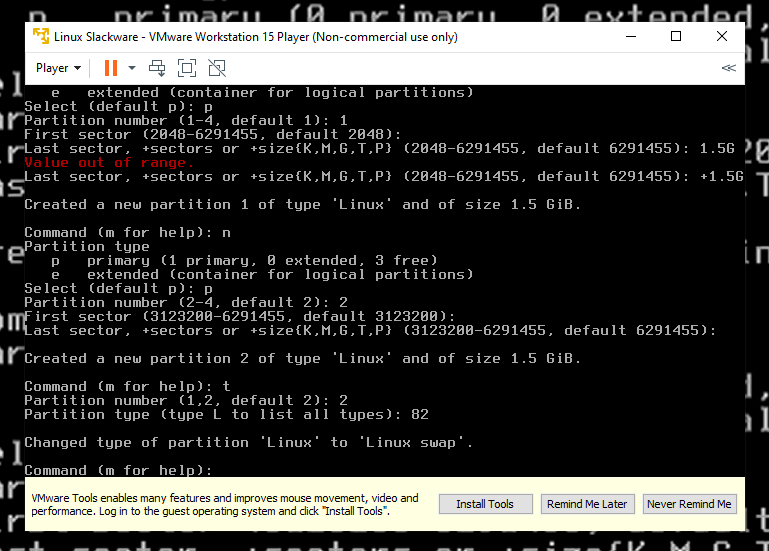 p primary (0 primary, 0 extended,
Linux Slackware - VMware Workstation 15 Player (Non-commercial use only)
Player
e extended (container for logical partitions)
Select (default p): p
Partition number (1-4, default 1): 1
First sector (2048-6291455, default 2048):
Last sector, +sectors or +size{K,M,G,T,P} (2048-6291455, default 6291455): 1.5G
Value out of range.
Last sector, +sectors or +size{K,M,G,T,P} (2048-6291455, default 6291455): +1.5G
Created a new partition 1 of type 'Linux' and of size 1.5 GiB.
Command (m for help): n
Partition type
p primary (1 primary, 0 extended, 3 free)
e extended (container for logical partitions)
Select (default p): p
Partition number (2-4, default 2): 2
First sector (3123200-6291455, default 3123200):
Last sector, +sectors or +size{K,M,G,T,P} (3123200-6291455, default 6291455):
Created a new partition 2 of type 'Linux' and of size 1.5 GiB.
Command (m for help): t
Partition number (1,2, default 2): 2
Partition type (type L to list all types): 82
Changed type of partition 'Linux' to 'Linux swap'.
Command (m for help):
VMware Tools enables many features and improves mouse movement, video and
performance. Log in to the guest operating system and click "Install Tools".
Install Tools
Remind Me Later
Never Remind Me